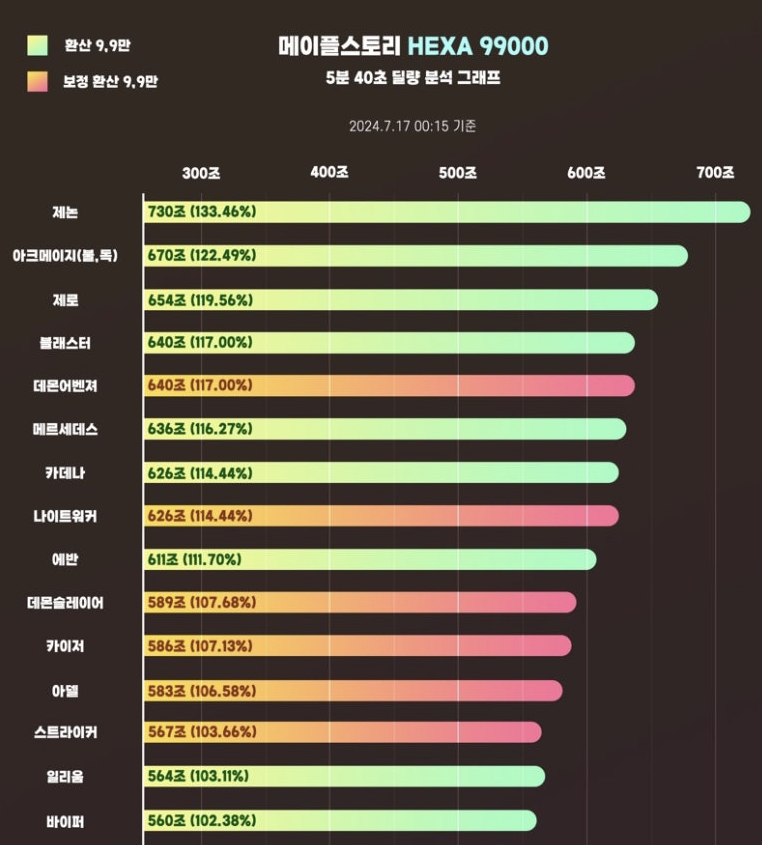 환산 9,9만
보정 환산 9,9만
메이플스토리 HEXA 99000
5분 40초 딜량 분석 그래프
2024.7.17 00:15 기준
300조 400조 500조 600조 700조
제논 730조 (133.46%)
아크메이지(불,독) 670조 (122.49%)
제로 654조 (119.56%)
블래스터 640조 (117.00%)
데몬어벤져 640조 (117.00%)
메르세데스 636조 (116.27%)
카데나 626조 (114.44%)
나이트워커 626조 (114.44%)
에반 611조 (111.70%)
데몬슬레이어 589조 (107.68%)
카이저 586조 (107.13%)
아델 583조 (106.58%)
스트라이커 567조 (103.66%)
일리움 564조 (103.11%)
바이퍼 560조 (102.38%)